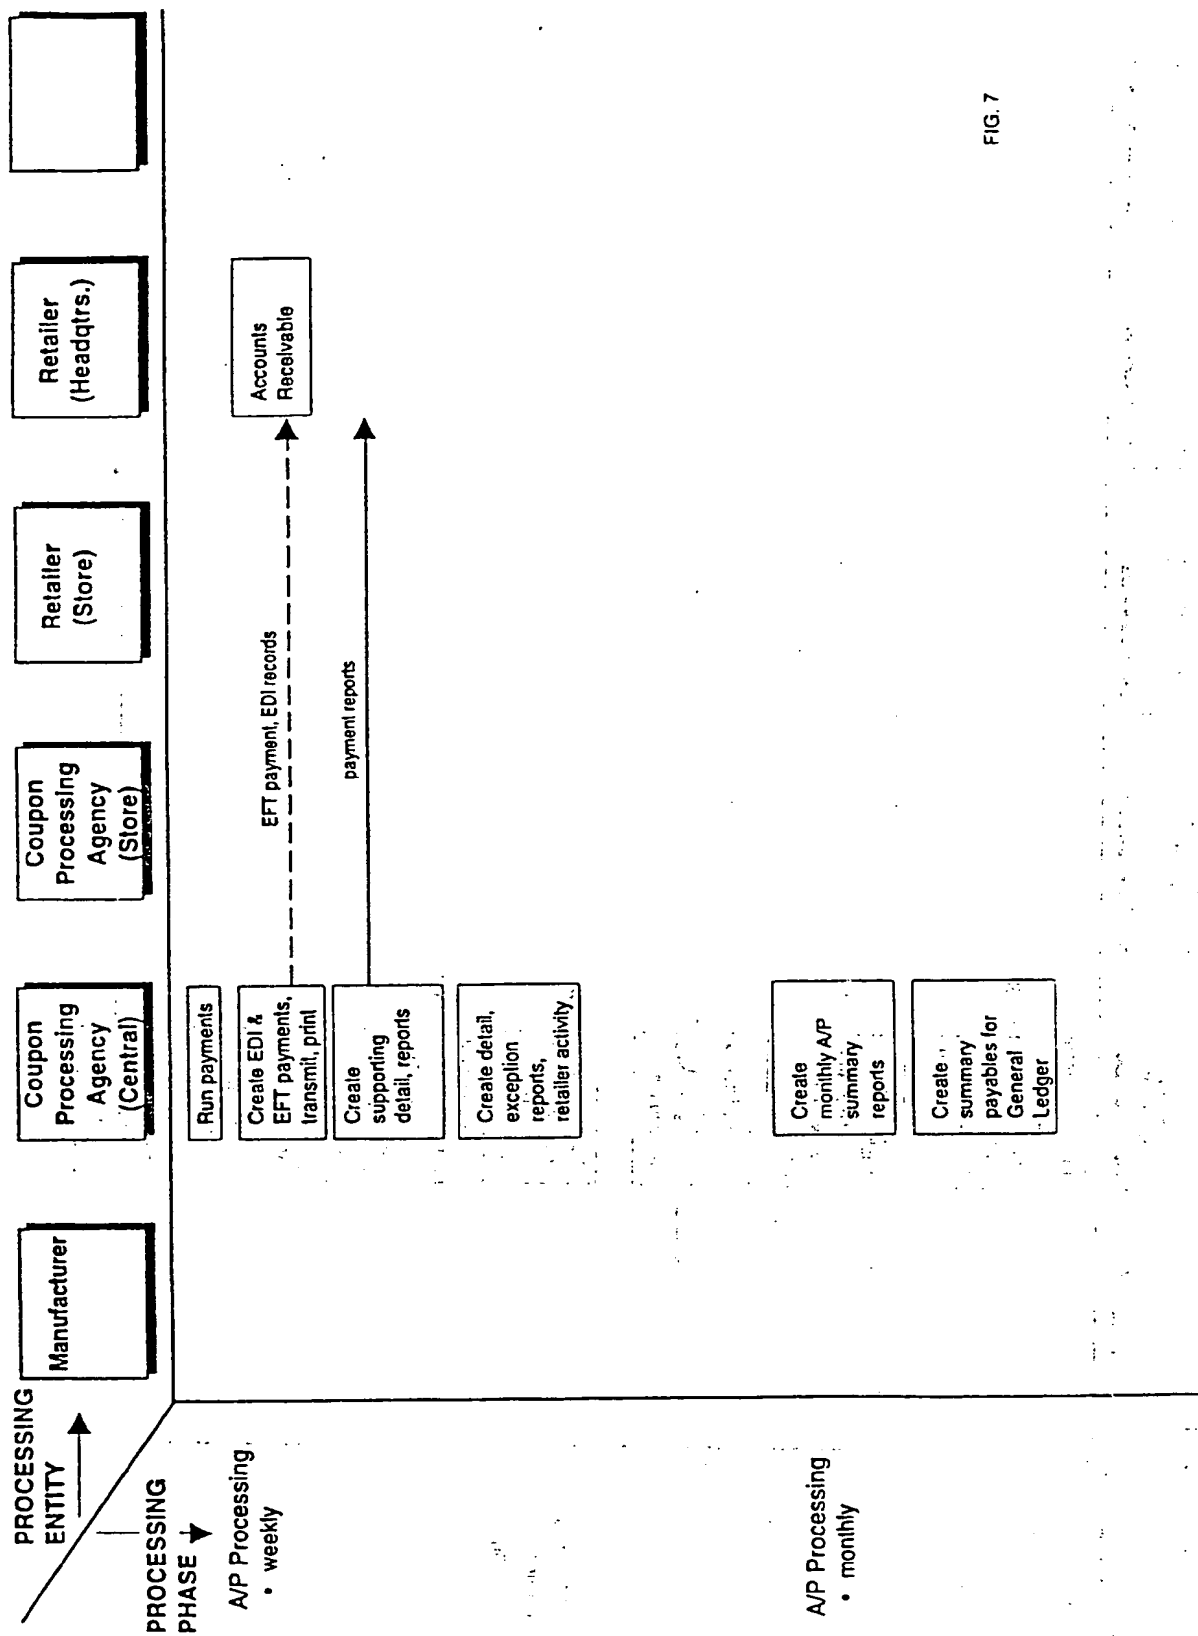 PROCESSING
ENTITY
PROCESSING
PHASE
Manufacturer
Coupon
Processing
Agency
(Central)
Coupon
Processing
Agency
(Store)
Retailer
(Store)
Retailer
(Headqtrs.)
A/P Processing
• weekly
Run payments
Create EDI &
EFT payments,
transmit, print
EFT payment, EDI records
Accounts
Receivable
Create
supporting
detail, reports
payment reports
Create detail,
exception
reports,
retailer activity
A/P Processing
• monthly
Create
monthly A/P
summary
reports
Create
summary
payables for
General
Ledger
FIG. 7